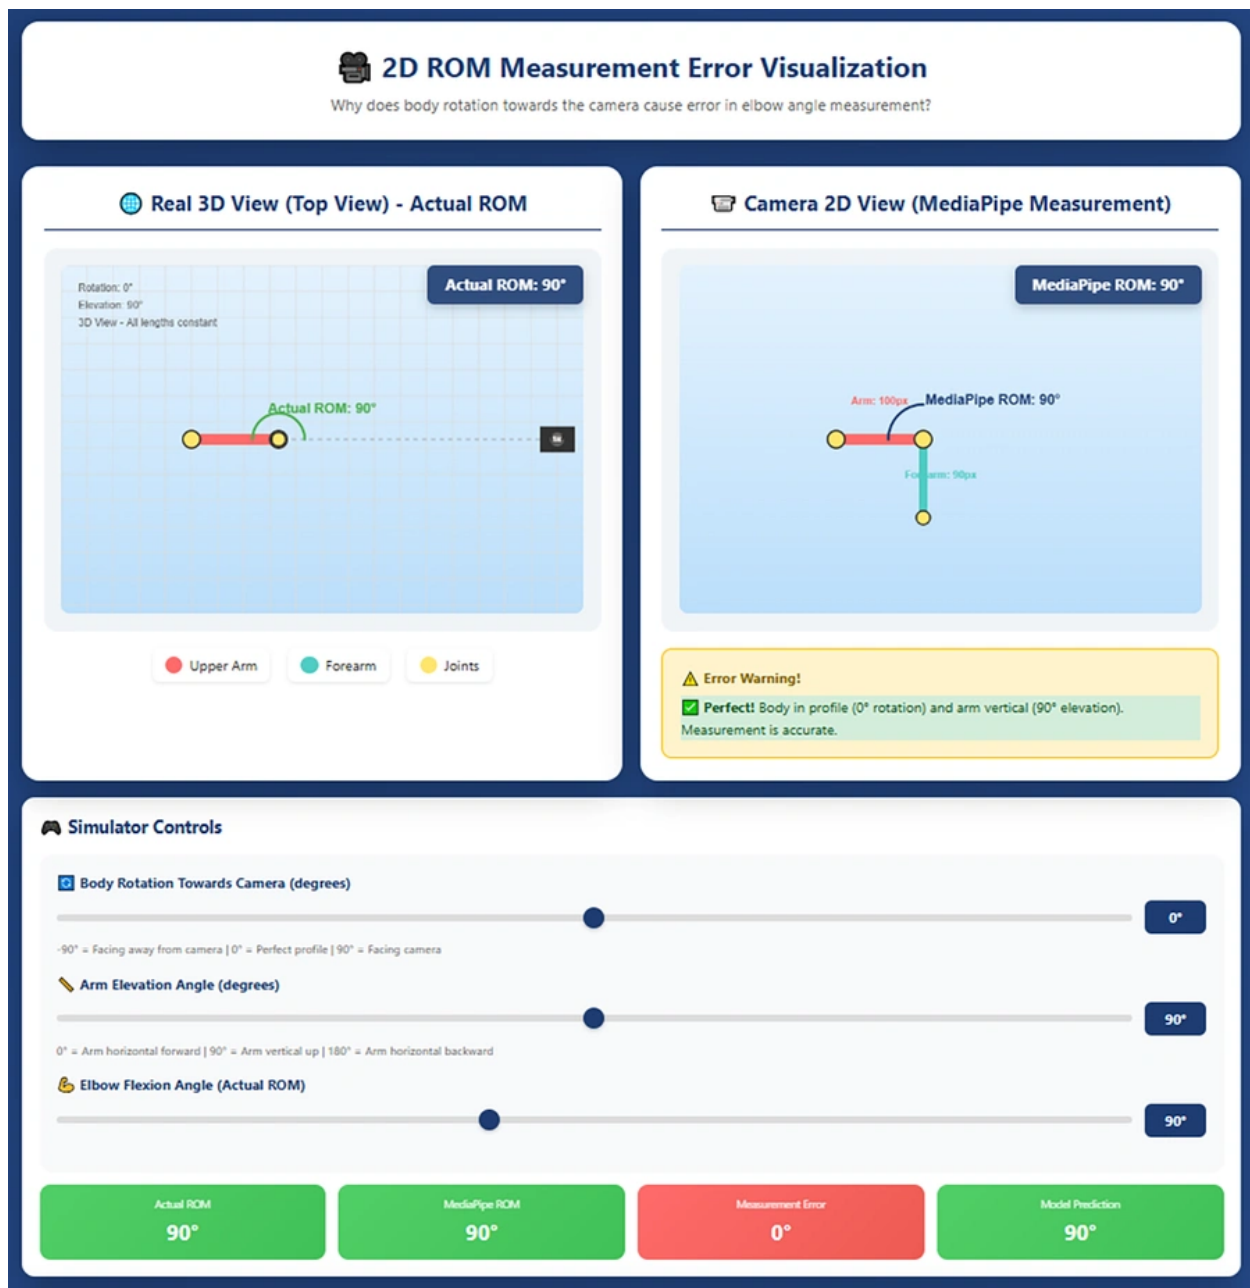 2D ROM Measurement Error Visualization
Why does body rotation towards the camera cause error in elbow angle measurement?
Real 3D View (Top View) - Actual ROM
Rotation: 0°
Elevation: 90°
3D View - All lengths constant
Actual ROM: 90°
Actual ROM: 90°
Upper Arm
Forearm
Joints
Camera 2D View (MediaPipe Measurement)
MediaPipe ROM: 90°
Arm: 100px
MediaPipe ROM: 90°
Forearm: 90px
Error Warning!
Perfect! Body in profile (0° rotation) and arm vertical (90° elevation).
Measurement is accurate.
Simulator Controls
Body Rotation Towards Camera (degrees)
0°
-90° = Facing away from camera | 0° = Perfect profile | 90° = Facing camera
Arm Elevation Angle (degrees)
90°
0° = Arm horizontal forward | 90° = Arm vertical up | 180° = Arm horizontal backward
Elbow Flexion Angle (Actual ROM)
90°
Actual ROM
90°
MediaPipe ROM
90°
Measurement Error
0°
Model Prediction
90°